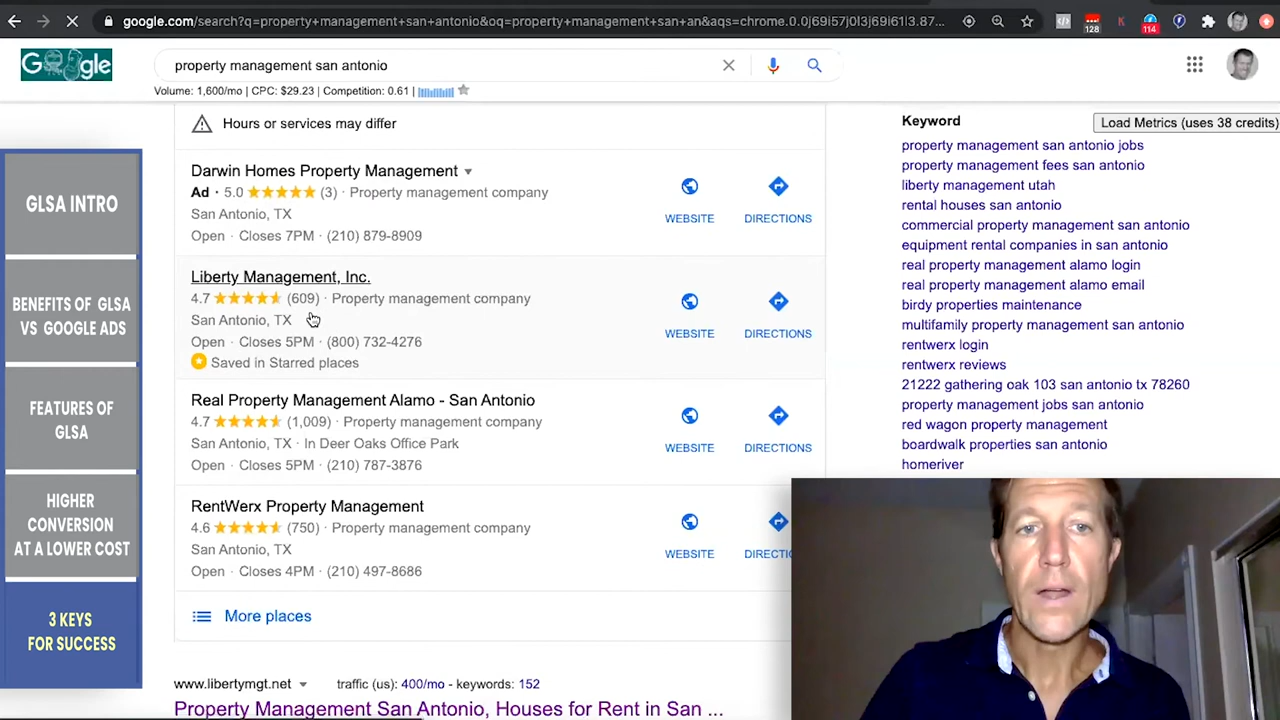 google.com/search?q=property+management+san+antonio&oq=property+management+san+an&aqs=chrome.0.0j69i57j0l3j69i61l3.87...
128
114
Google
property management san antonio
Volume: 1,600/mo | CPC: $29.23 | Competition: 0.61 |
Hours or services may differ
Darwin Homes Property Management
Ad · 5.0 (3) · Property management company
San Antonio, TX
Open · Closes 7PM · (210) 879-8909
WEBSITE
DIRECTIONS
Liberty Management, Inc.
4.7 (609) · Property management company
San Antonio, TX
Open · Closes 5PM · (800) 732-4276
Saved in Starred places
WEBSITE
DIRECTIONS
Real Property Management Alamo - San Antonio
4.7 (1,009) · Property management company
San Antonio, TX · In Deer Oaks Office Park
Open · Closes 5PM · (210) 787-3876
WEBSITE
DIRECTIONS
RentWerx Property Management
4.6 (750) · Property management company
San Antonio, TX
Open · Closes 4PM · (210) 497-8686
WEBSITE
DIRECTI
More places
www.libertymgt.net
traffic (us): 400/mo - keywords: 152
Property Management San Antonio, Houses for Rent in San ...
Keyword
Load Metrics (uses 38 credits)
property management san antonio jobs
property management fees san antonio
liberty management utah
rental houses san antonio
commercial property management san antonio
equipment rental companies in san antonio
real property management alamo login
real property management alamo email
birdy properties maintenance
multifamily property management san antonio
rentwerx login
rentwerx reviews
21222 gathering oak 103 san antonio tx 78260
property management jobs san antonio
red wagon property management
boardwalk properties san antonio
homeriver
GLSA INTRO
BENEFITS OF GLSA
VS GOOGLE ADS
FEATURES OF
GLSA
HIGHER
CONVERSION
AT A LOWER COST
3 KEYS
FOR SUCCESS